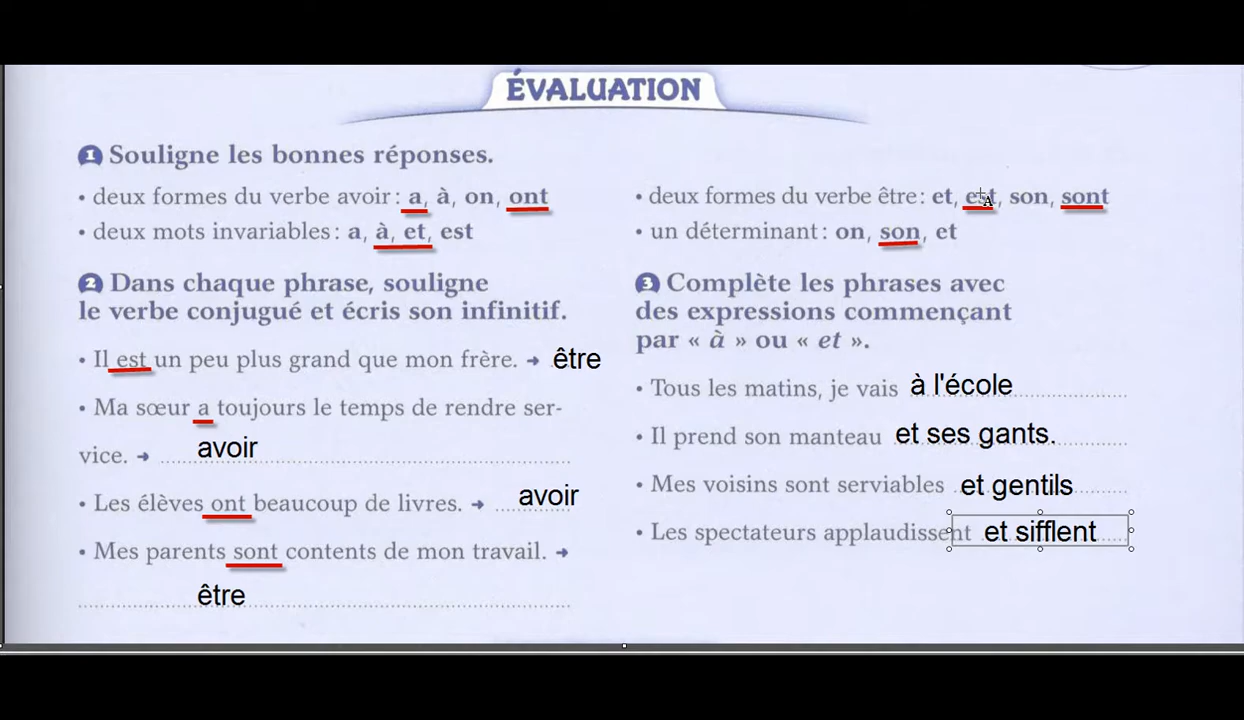 ÉVALUATION
1 Souligne les bonnes réponses.
• deux formes du verbe avoir : a, à, on, ont
• deux mots invariables : a, à, et, est
• deux formes du verbe être : et, est, son, sont
• un déterminant : on, son, et
2 Dans chaque phrase, souligne
le verbe conjugué et écris son infinitif.
• Il est un peu plus grand que mon frère. → être
• Ma sœur a toujours le temps de rendre ser-
vice. → avoir
• Les élèves ont beaucoup de livres. → avoir
• Mes parents sont contents de mon travail. →
être
3 Complète les phrases avec
des expressions commençant
par « à » ou « et ».
• Tous les matins, je vais à l'école
• Il prend son manteau et ses gants.
• Mes voisins sont serviables et gentils
• Les spectateurs applaudissent et sifflent